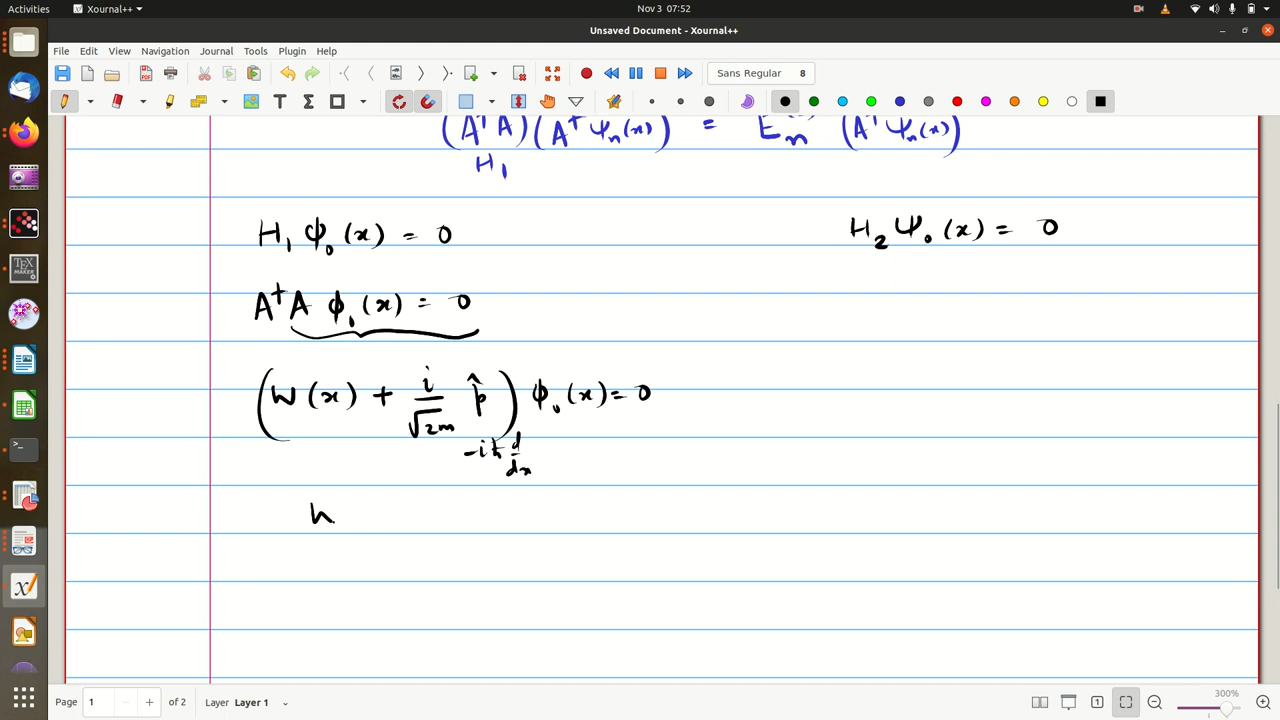 Activities Xournal++ Nov 3 07:52
Unsaved Document - Xournal++
File Edit View Navigation Journal Tools Plugin Help
Sans Regular 8
(A† A) (A† ψₙ(x)) = Eₙ (A† ψₙ(x))
H₁
H₁ ϕ₀(x) = 0
H₂ ψ₀(x) = 0
A† A ϕ₀(x) = 0
(W(x) + i/√2m p̂) ϕ₀(x) = 0
-iħ d/dx
Page 1 of 2 Layer Layer 1 300%